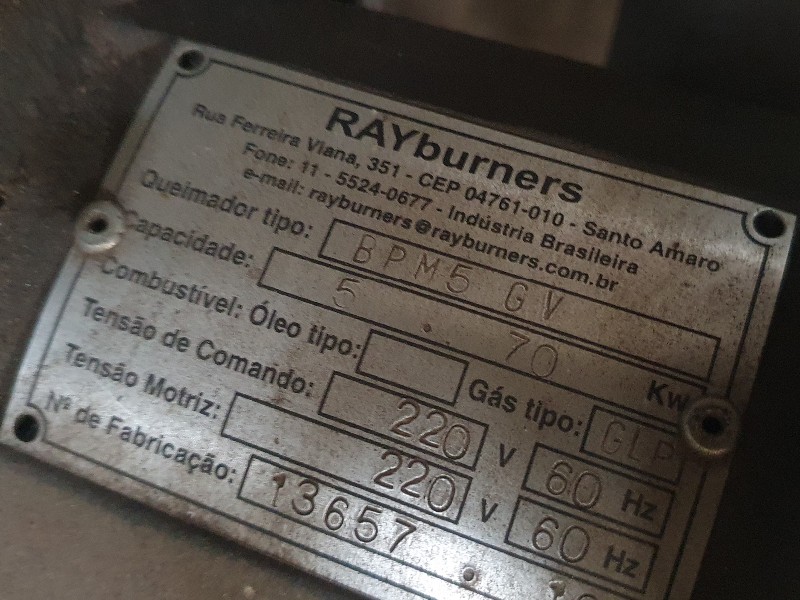 RAYburners
Rua Ferreira Viana, 351 - CEP 04761-010 - Santo Amaro
Fone: 11 - 5524-0677 - Indústria Brasileira
e-mail: rayburners@rayburners.com.br
Queimador tipo: BPM5 GV
Capacidade: 5 . 70 Kw
Combustível: Óleo tipo: Gás tipo: GLP
Tensão de Comando: 220 V 60 Hz
Tensão Motriz: 220 V 60 Hz
Nº de Fabricação: 13657